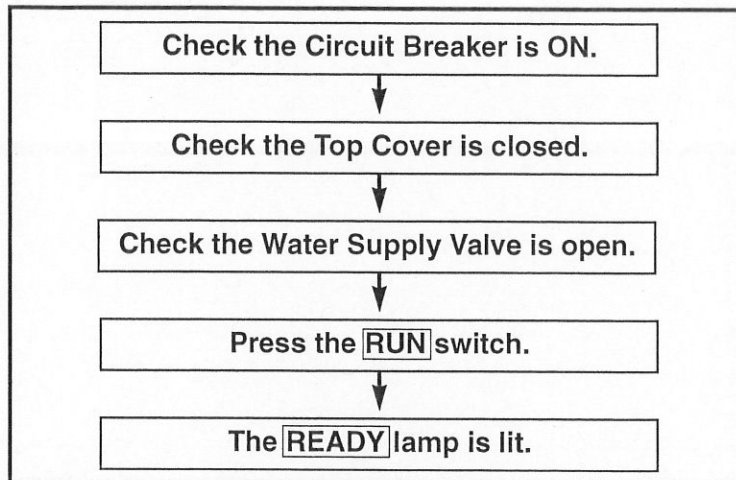 Check the Circuit Breaker is ON.
Check the Top Cover is closed.
Check the Water Supply Valve is open.
Press the RUN switch.
The READY lamp is lit.